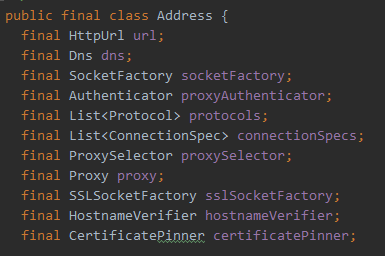 public final class Address {
final HttpUrl url;
final Dns dns;
final SocketFactory socketFactory;
final Authenticator proxyAuthenticator;
final List<Protocol> protocols;
final List<ConnectionSpec> connectionSpecs;
final ProxySelector proxySelector;
final Proxy proxy;
final SSLSocketFactory sslSocketFactory;
final HostnameVerifier hostnameVerifier;
final CertificatePinner certificatePinner;